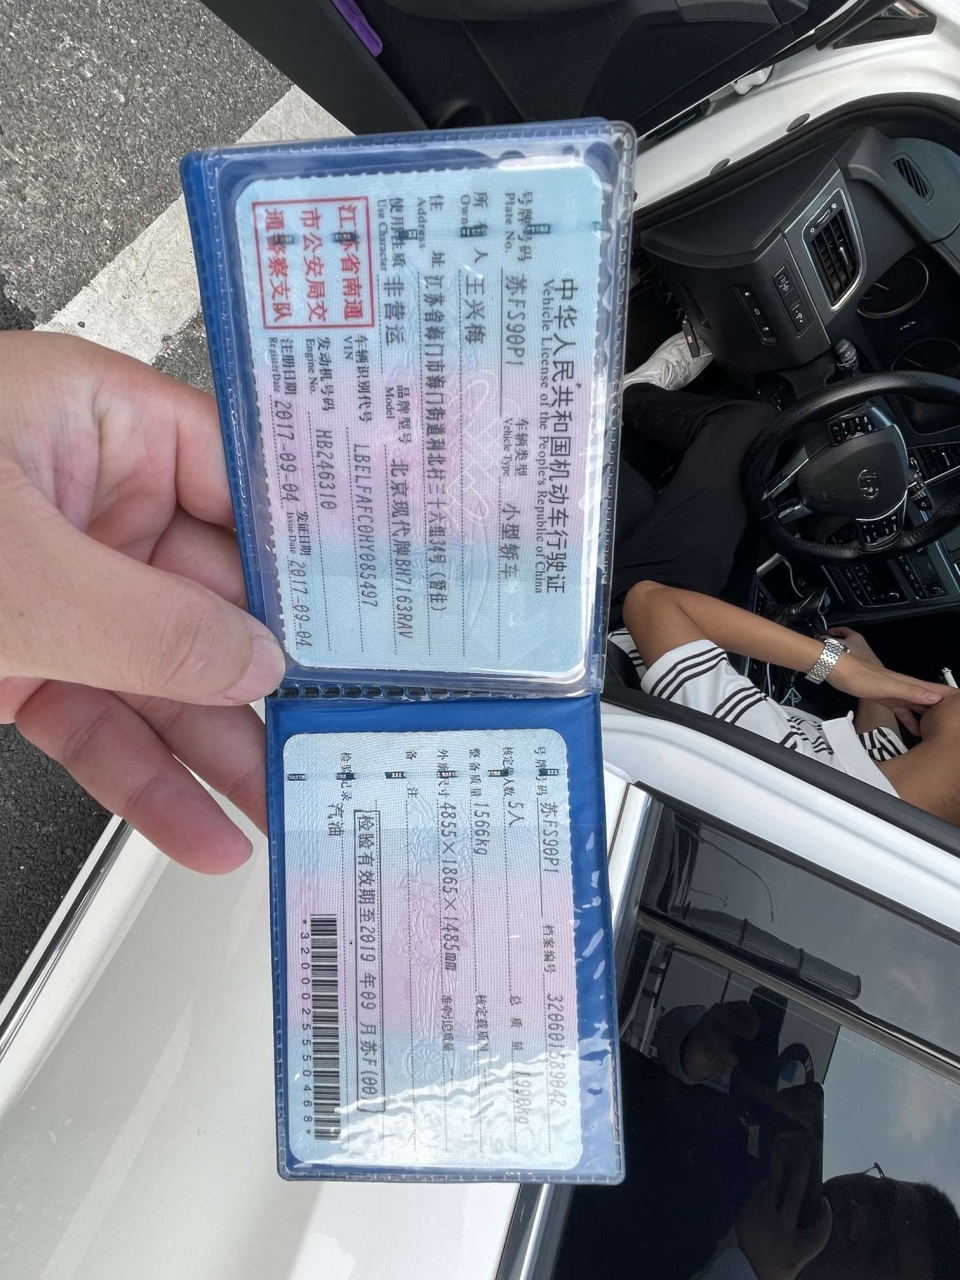 中华人民共和国机动车行驶证
Vehicle License of the People's Republic of China
号牌号码 Plate No. 苏FS90P1 车辆类型 Vehicle Type 小型轿车
所有人 Owner 王兴梅
住址 Address 江苏省海门市海门街道利北村三十六组34号(暂住)
使用性质 Use Character 非营运 品牌型号 Model 北京现代牌BH7163RAV
江苏省南通
市公安局交
通警察支队
车辆识别代号 VIN LBELFAFC0HY085497
发动机号码 Engine No. HB246310
注册日期 Register Date 2017-09-04 发证日期 Issue Date 2017-09-04
号牌号码 苏FS90P1 档案编号
核定载人数 5人 总质量 1990kg
整备质量 1566kg 核定载质量
外廓尺寸 4855×1865×1485mm 准牵引总质量
备注
检验有效期至2019年09月苏F(00)
检验记录 汽油
*3200025550468*